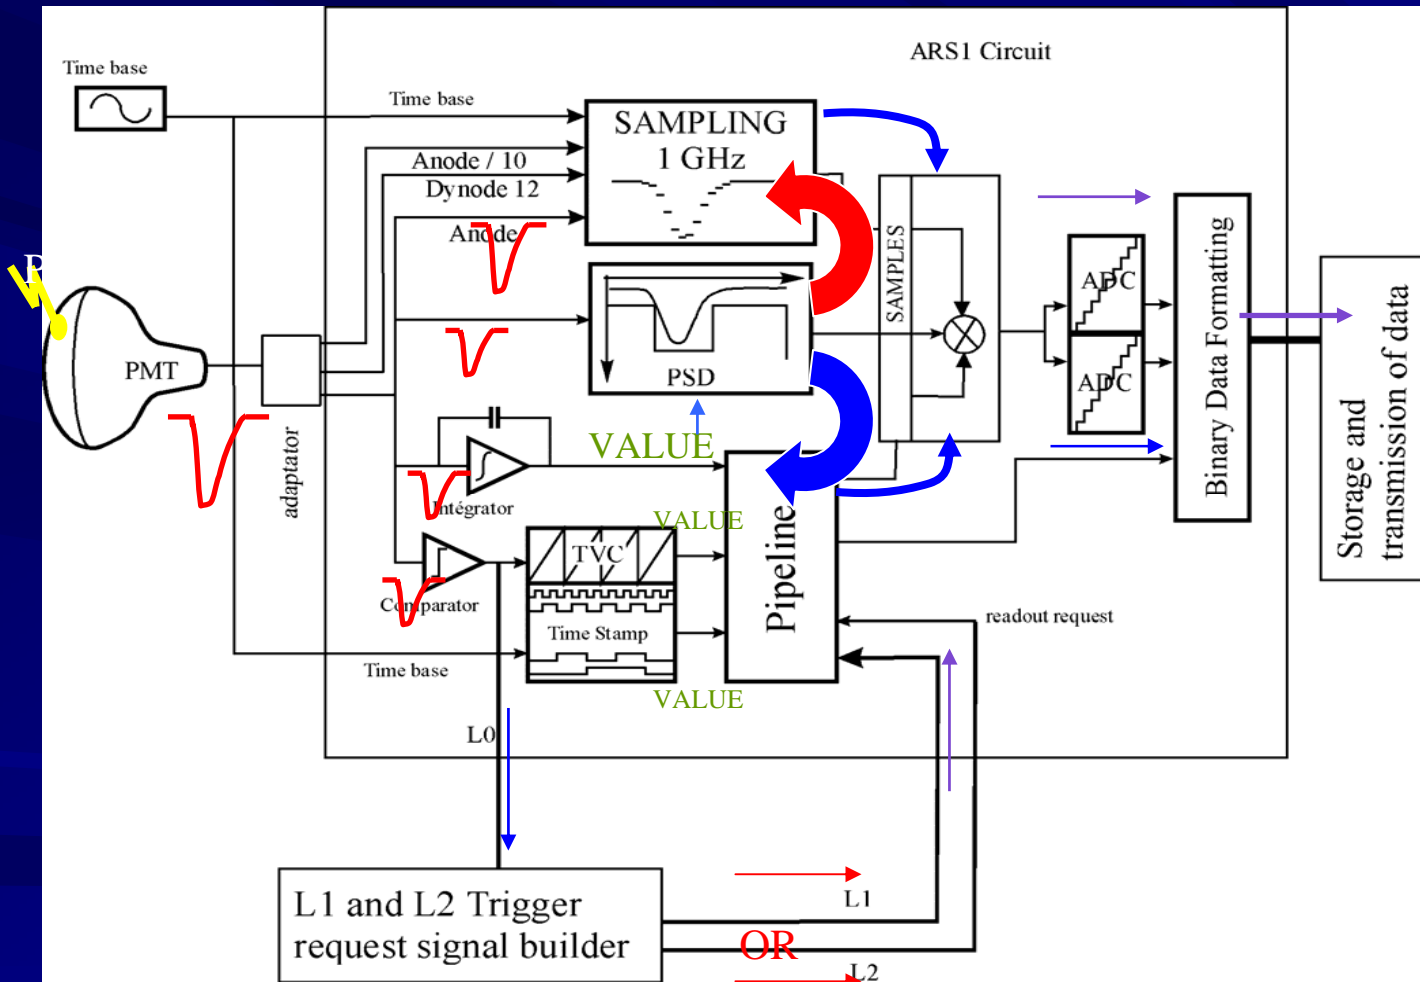 ARS1 Circuit
Time base
Time base
SAMPLING
1 GHz
Anode / 10
Dynode 12
Anode
SAMPLES
ADC
ADC
Binary Data Formatting
Storage and
transmission of data
P
PMT
adaptator
PSD
VALUE
Intégrator
VALUE
TVC
Pipeline
Comparator
Time Stamp
readout request
Time base
VALUE
L0
L1 and L2 Trigger
request signal builder
L1
OR
L2